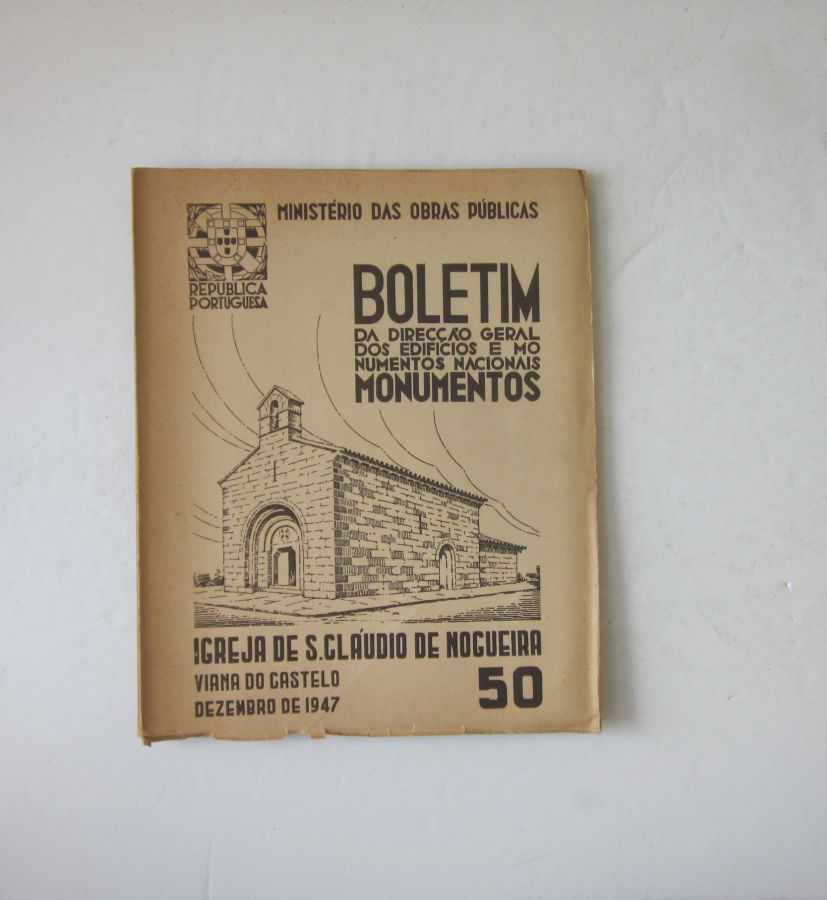 MINISTÉRIO DAS OBRAS PÚBLICAS
REPUBLICA
PORTUGUESA
BOLETIM
DA DIRECÇÃO GERAL
DOS EDIFÍCIOS E MO
NUMENTOS NACIONAIS
MONUMENTOS
IGREJA DE S.CLÁUDIO DE NOGUEIRA
VIANA DO CASTELO
50
DEZEMBRO DE 1947